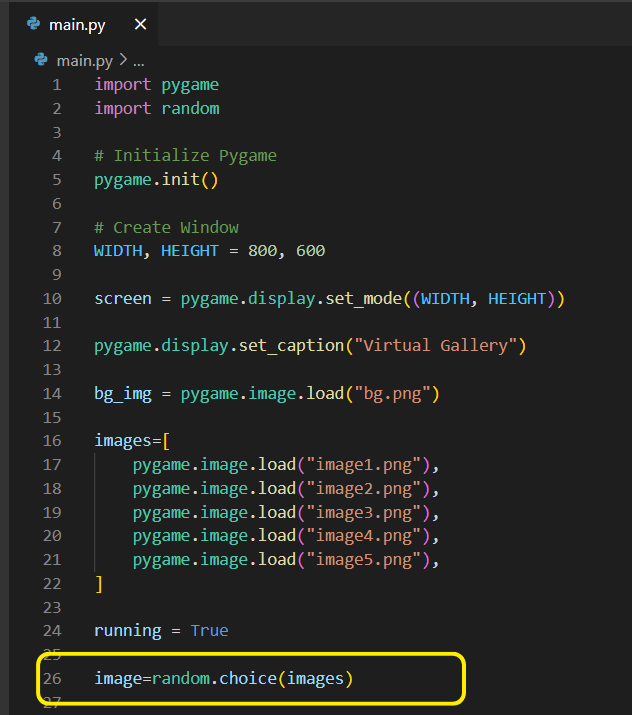 main.py ×
main.py > ...
1 import pygame
2 import random
3
4 # Initialize Pygame
5 pygame.init()
6
7 # Create Window
8 WIDTH, HEIGHT = 800, 600
9
10 screen = pygame.display.set_mode((WIDTH, HEIGHT))
11
12 pygame.display.set_caption("Virtual Gallery")
13
14 bg_img = pygame.image.load("bg.png")
15
16 images=[
17     pygame.image.load("image1.png"),
18     pygame.image.load("image2.png"),
19     pygame.image.load("image3.png"),
20     pygame.image.load("image4.png"),
21     pygame.image.load("image5.png"),
22 ]
23
24 running = True
25
26 image=random.choice(images)
27